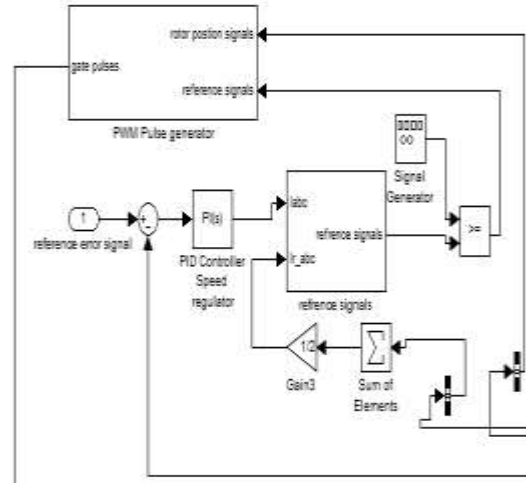 rotor postion signals
gate pulses
reference signals
PWM Pulse generator
Signal
Generator
>=
1
reference error signal
PI(s)
PID Controller
Speed
regulator
Iabc
refrence signals
Ir_abc
refrence signals
1/2
Gain3
Sum of
Elements